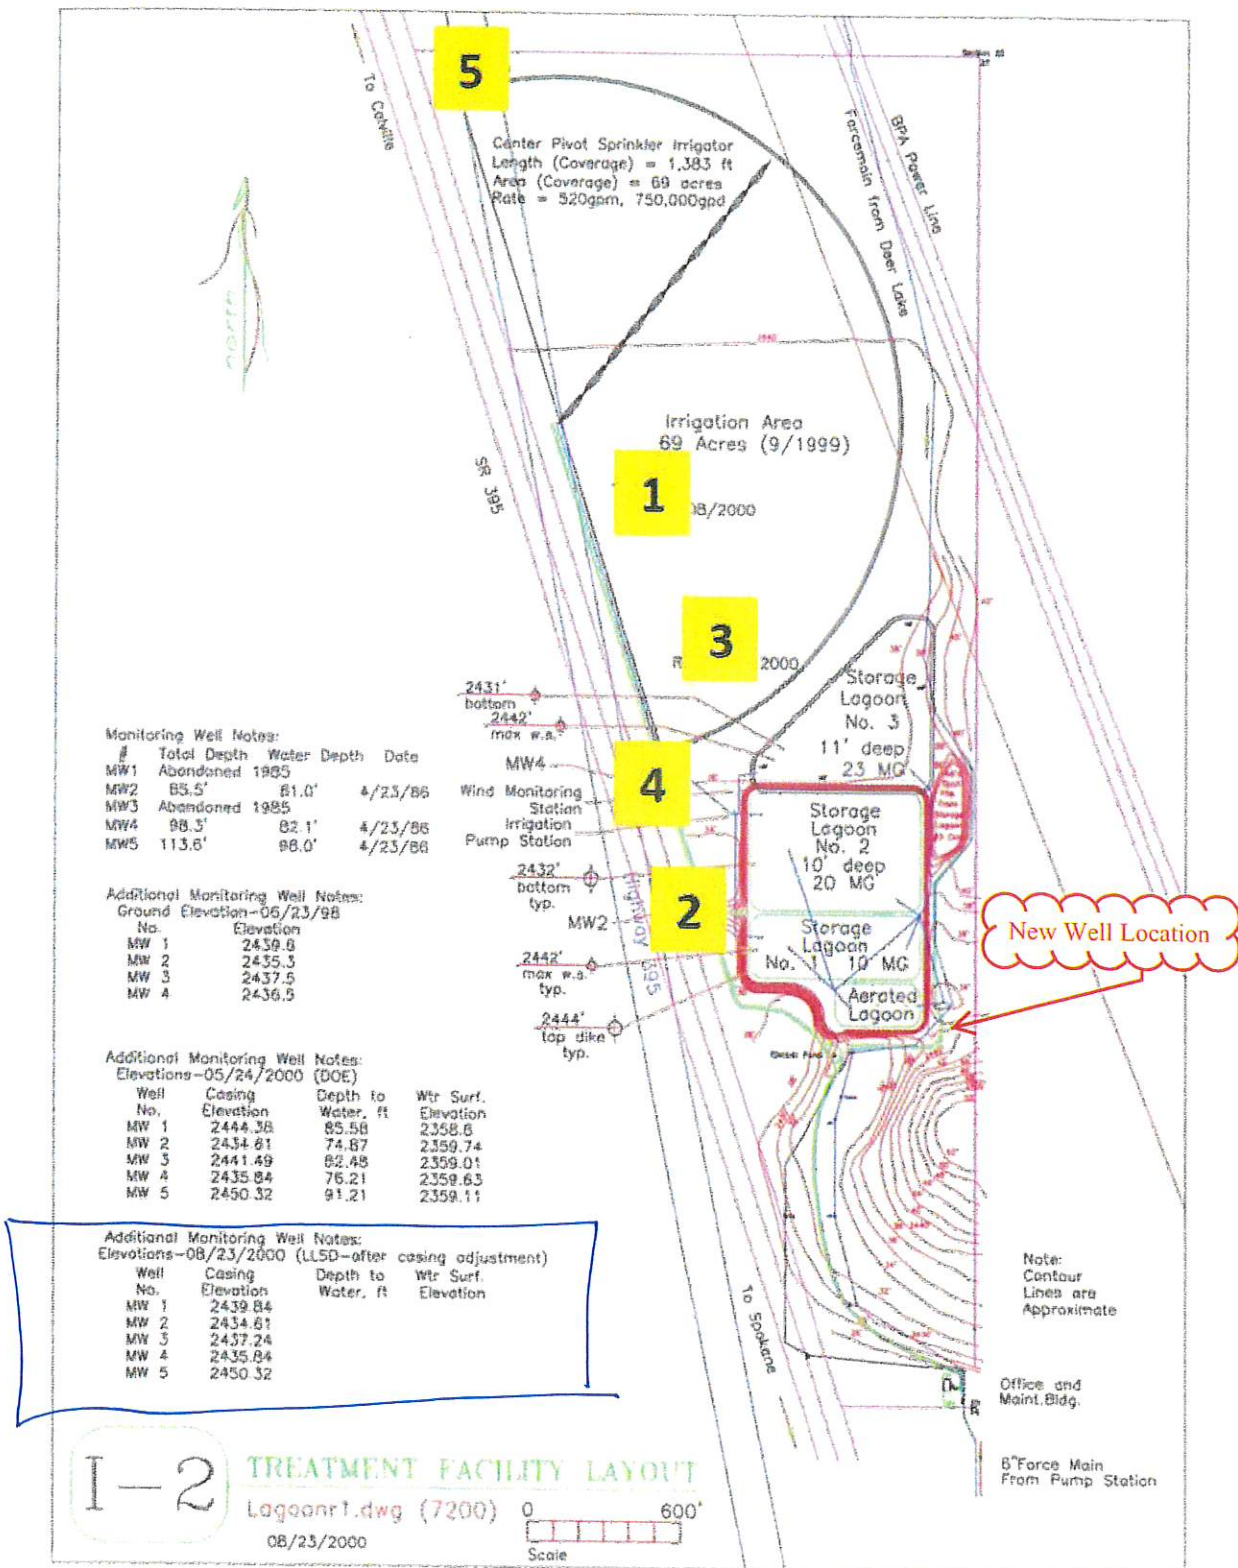 5
To Colville
Center Pivot Sprinkler Irrigator
Length (Coverage) = 1,383 ft
Area (Coverage) = 69 acres
Rate = 520gpm, 750,000gpd
BPA Power Line
Forcemain from Deer Lake
north
SR 395
Irrigation Area
69 Acres (9/1999)
1
08/2000
3
2000
2431'
bottom
2442'
max w.s.
MW4
4
Wind Monitoring
Station
Irrigation
Pump Station
2432'
bottom
typ.
MW2
2
Highway 395
2442'
max w.s.
typ.
2444'
top dike
typ.
Storage
Lagoon
No. 3
11' deep
23 MG
Storage
Lagoon
No. 2
10' deep
20 MG
Storage
Lagoon
No. 1 10 MG
Aerated
Lagoon
New Well Location
Monitoring Well Notes:
# Total Depth Water Depth Date
MW1 Abandoned 1985
MW2 85.5' 81.0' 4/23/86
MW3 Abandoned 1985
MW4 98.3' 82.1' 4/23/86
MW5 113.6' 98.0' 4/23/86
Additional Monitoring Well Notes:
Ground Elevation-06/23/98
No. Elevation
MW 1 2439.6
MW 2 2435.3
MW 3 2437.5
MW 4 2436.5
Additional Monitoring Well Notes:
Elevations-05/24/2000 (DOE)
Well Casing Depth to Wtr Surf.
No. Elevation Water, ft Elevation
MW 1 2444.38 85.58 2358.8
MW 2 2434.61 74.87 2359.74
MW 3 2441.49 82.48 2359.01
MW 4 2435.84 76.21 2359.63
MW 5 2450.32 91.21 2359.11
Additional Monitoring Well Notes:
Elevations-08/23/2000 (LLSD-after casing adjustment)
Well Casing Depth to Wtr Surf.
No. Elevation Water, ft Elevation
MW 1 2439.84
MW 2 2434.61
MW 3 2437.24
MW 4 2435.84
MW 5 2450.32
To Spokane
Note:
Contour
Lines are
Approximate
Office and
Maint.Bldg.
6"Force Main
From Pump Station
I-2
TREATMENT FACILITY LAYOUT
Lagoonr1.dwg (7200)
08/23/2000
0 600'
Scale